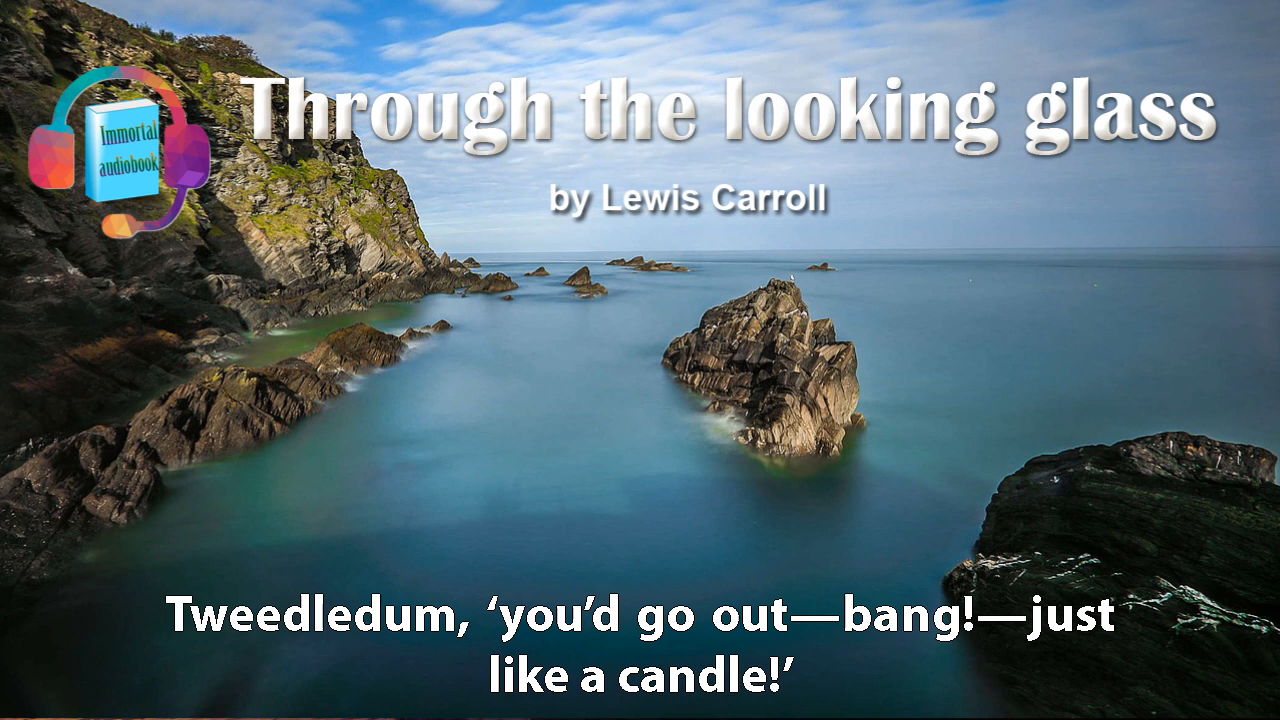 Immortal
audiobook
Through the looking glass
by Lewis Carroll
Tweedledum, ‘you’d go out—bang!—just
like a candle!’